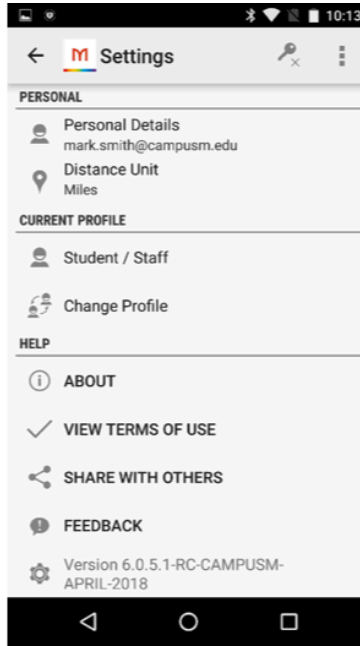 10:13
m Settings
PERSONAL
Personal Details
mark.smith@campusm.edu
Distance Unit
Miles
CURRENT PROFILE
Student / Staff
Change Profile
HELP
ABOUT
VIEW TERMS OF USE
SHARE WITH OTHERS
FEEDBACK
Version 6.0.5.1-RC-CAMPUSM-
APRIL-2018